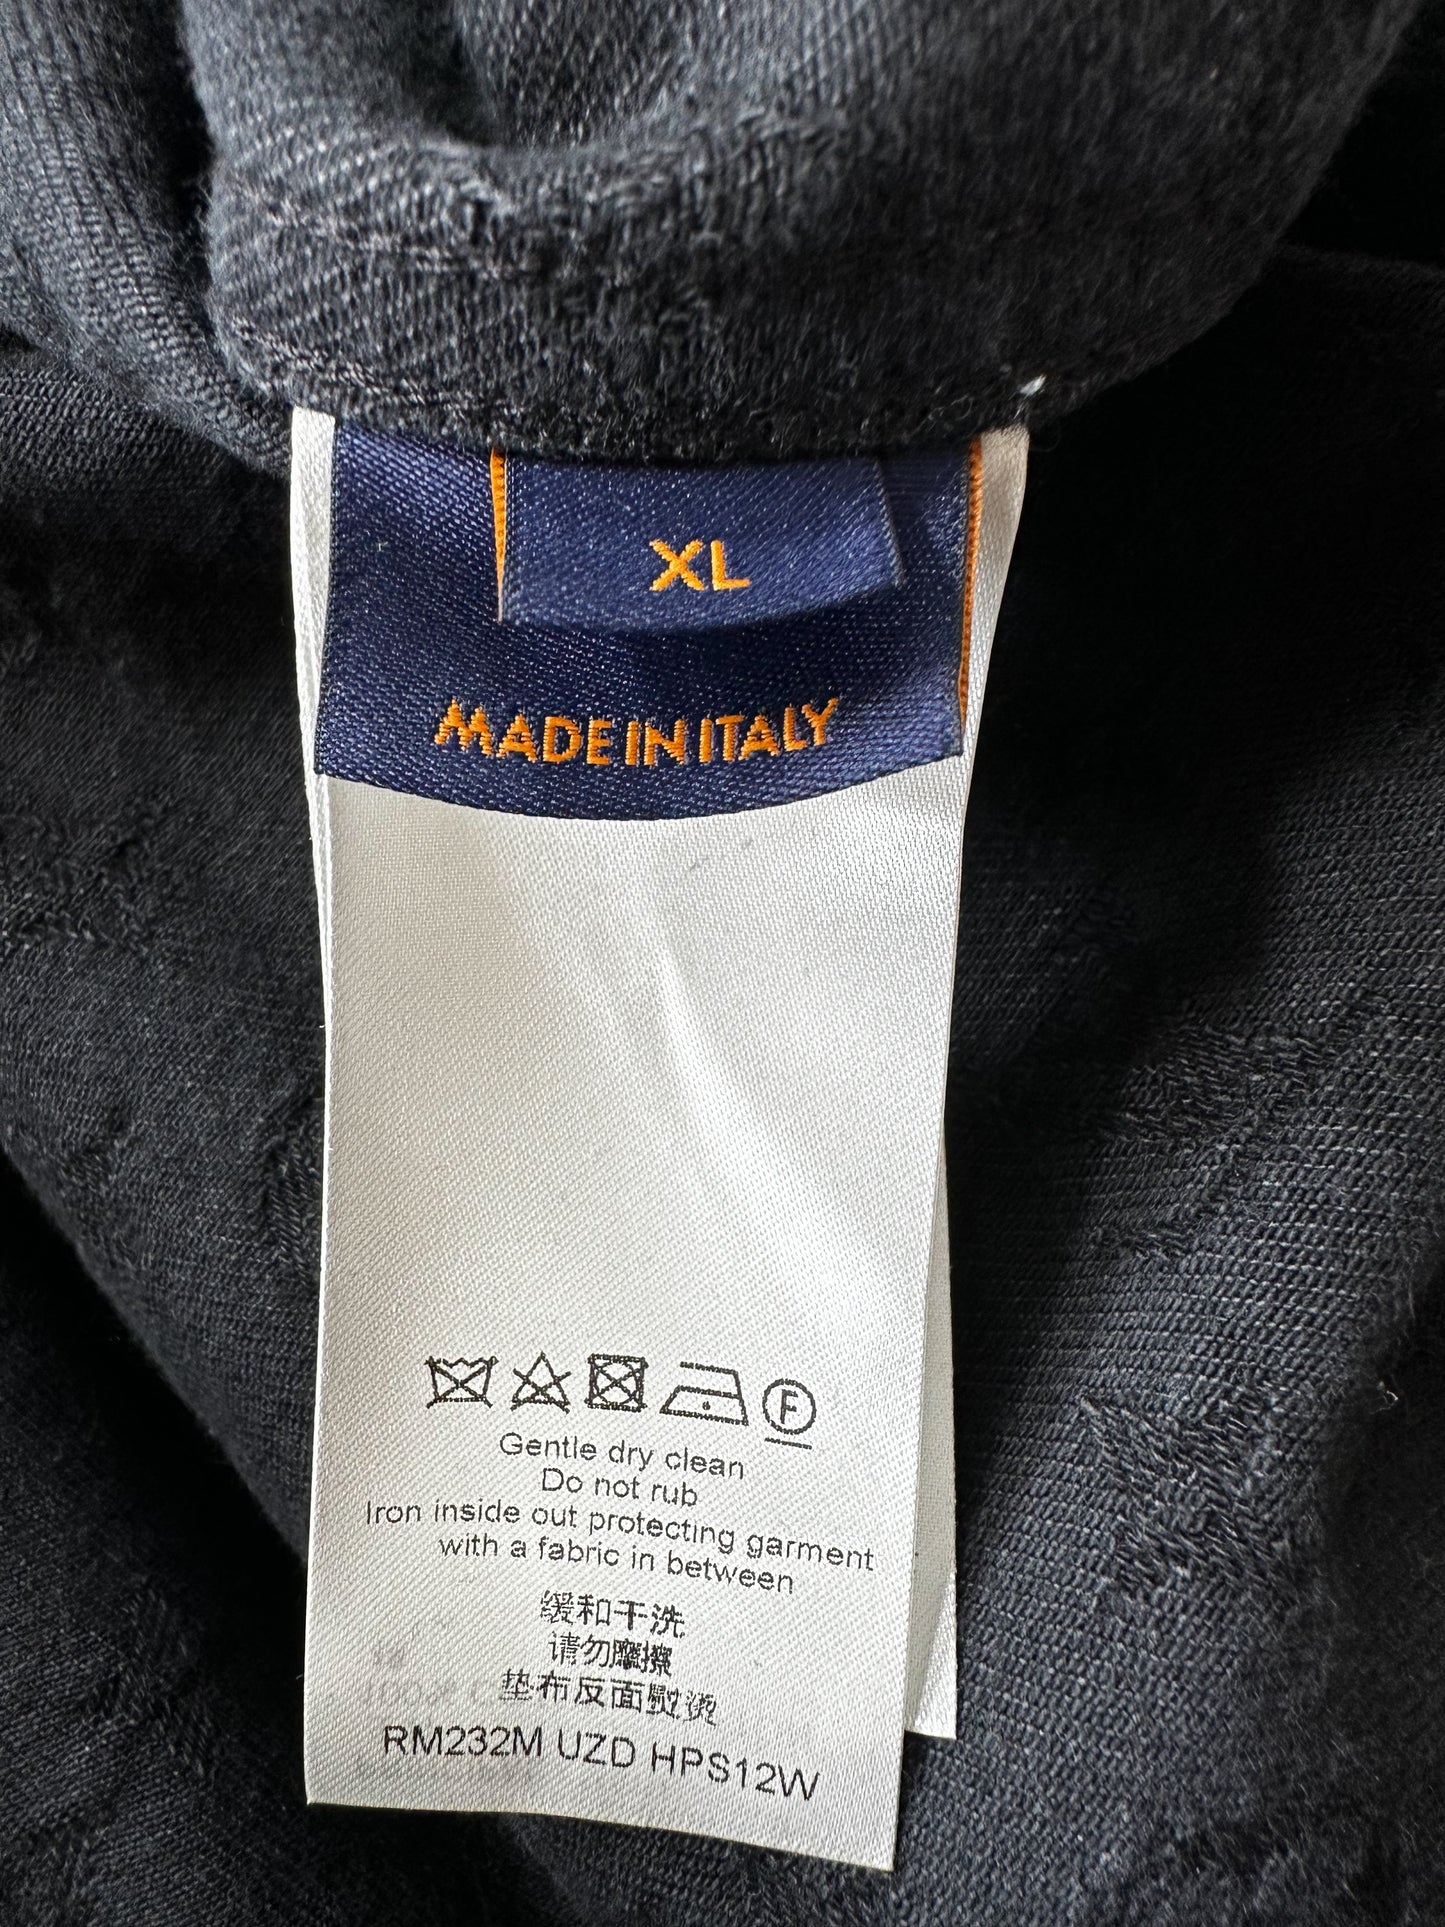 XL
MADE IN ITALY
F
Gentle dry clean
Do not rub
Iron inside out protecting garment
with a fabric in between
缓和干洗
请勿摩擦
垫布反面熨烫
RM232M UZD HPS12W